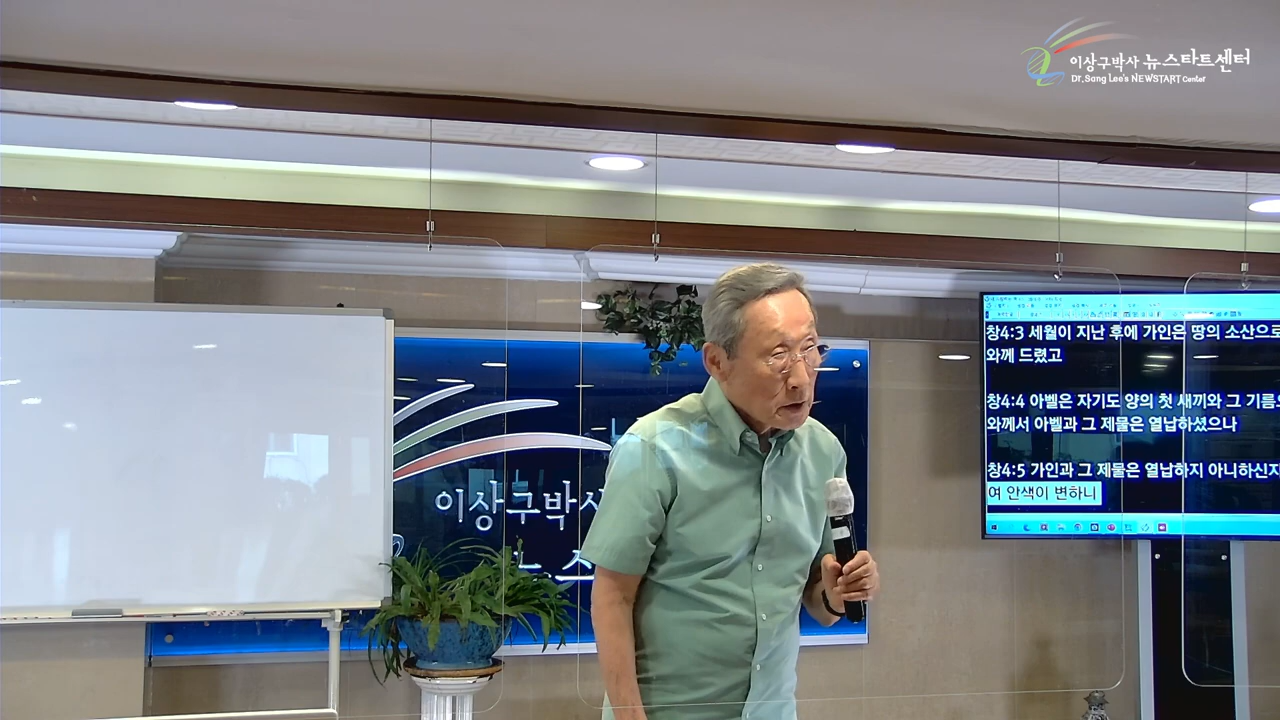 이상구박사 뉴스타트센터
Dr. Sang Lee's NEWSTART Center
창4:3 세월이 지난 후에 가인은 땅의 소산으로
와께 드렸고
창4:4 아벨은 자기도 양의 첫 새끼와 그 기름으
와께서 아벨과 그 제물은 열납하셨으나
창4:5 가인과 그 제물은 열납하지 아니하신지
여 안색이 변하니
이상구박사
뉴스